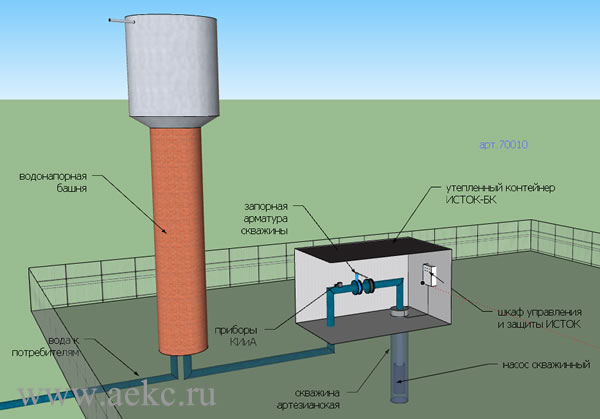 арт.70010
водонапорная
башня
запорная
арматура
скважины
утепленный контейнер
ИСТОК-БК
приборы
КИиА
шкаф управления
и защиты ИСТОК
вода к
потребителям
насос скважинный
скважина
артезианская
www.aekc.ru